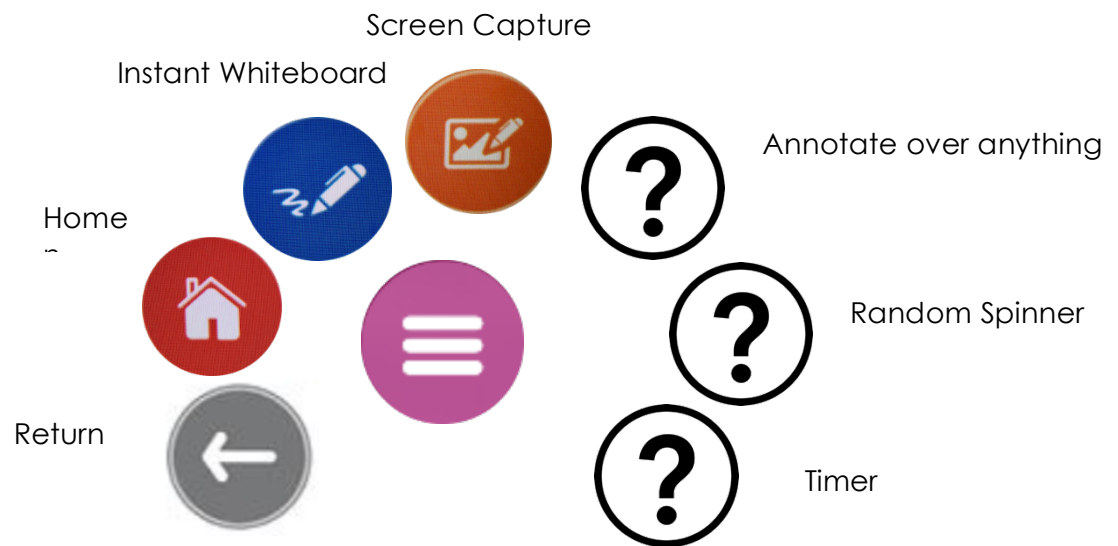 Screen Capture
Instant Whiteboard
Annotate over anything
Home
Random Spinner
Return
Timer